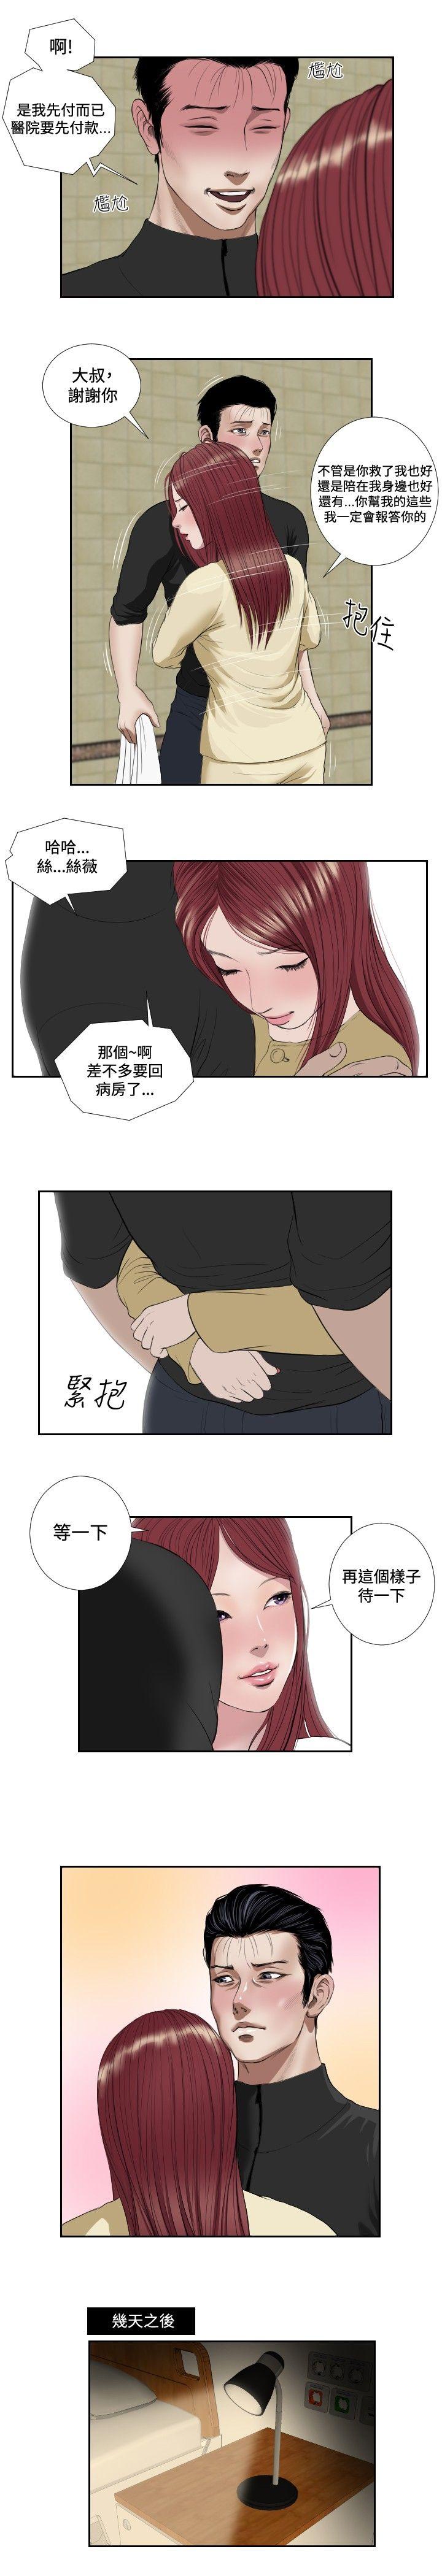 啊!
是我先付而已
醫院要先付款...
尷尬
尷尬
大叔,
謝謝你
不管是你救了我也好
還是陪在我身邊也好
還有...你幫我的這些
我一定會報答你的
抱住
哈哈...
絲...絲薇
那個~啊
差不多要回
病房了...
緊抱
等一下
再這個樣子
待一下
幾天之後